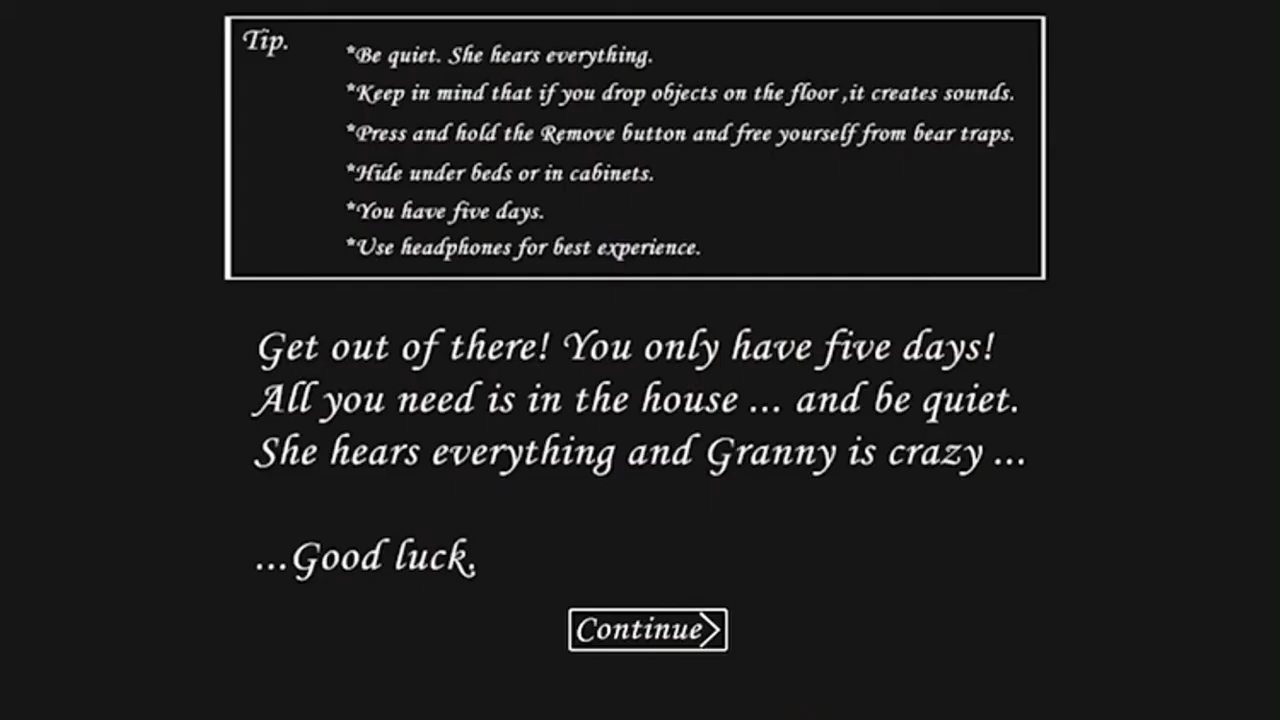 Tip.
*Be quiet. She hears everything.
*Keep in mind that if you drop objects on the floor ,it creates sounds.
*Press and hold the Remove button and free yourself from bear traps.
*Hide under beds or in cabinets.
*You have five days.
*Use headphones for best experience.
Get out of there! You only have five days!
All you need is in the house ... and be quiet.
She hears everything and Granny is crazy ...
...Good luck.
Continue>